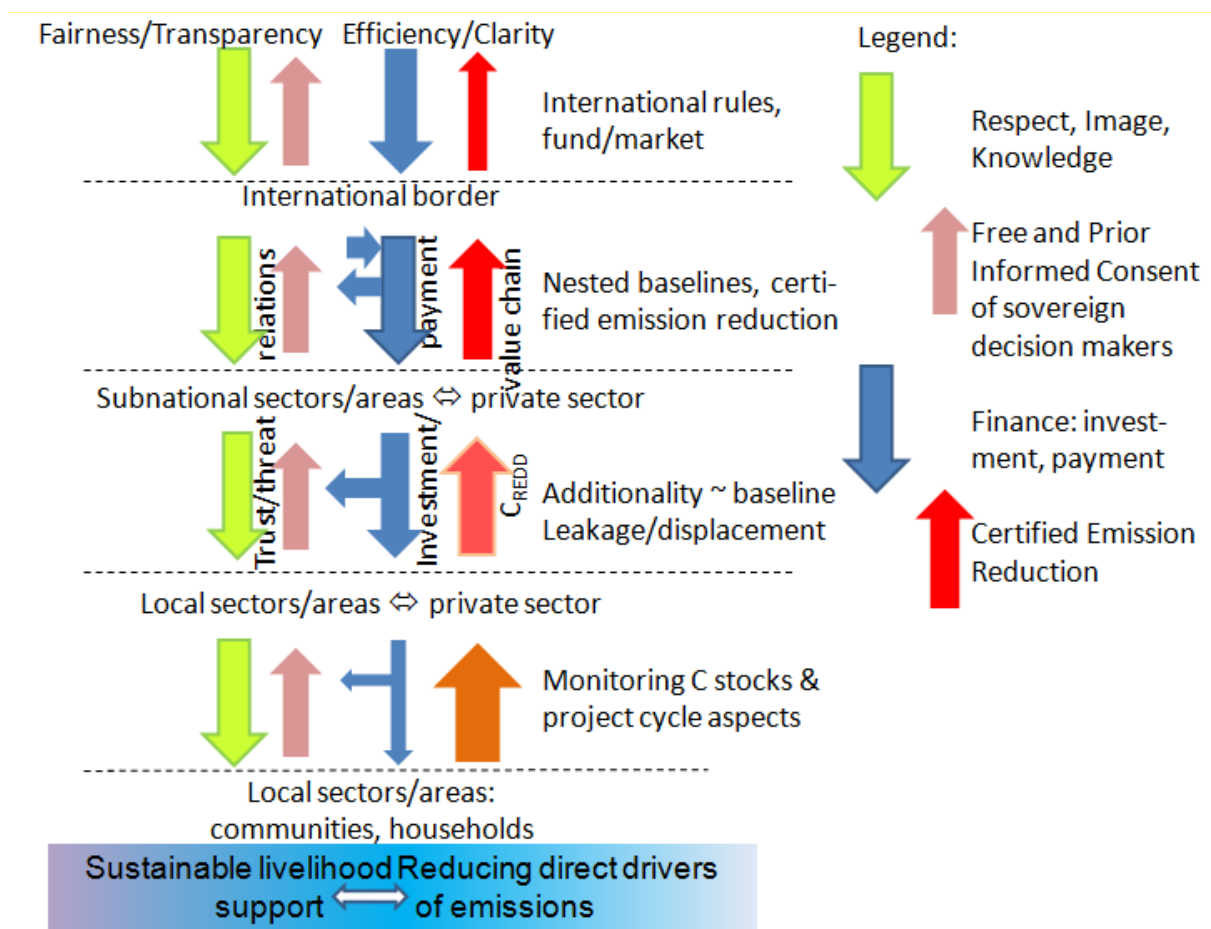 Fairness/Transparency
Efficiency/Clarity
Legend:
International rules,
fund/market
International border
relations
payment
value chain
Nested baselines, certi-
fied emission reduction
Subnational sectors/areas ⇔ private sector
Trust/threat
Investment/
CREDD
Additionality ~ baseline
Leakage/displacement
Local sectors/areas ⇔ private sector
Monitoring C stocks &
project cycle aspects
Local sectors/areas:
communities, households
Sustainable livelihood
support
Reducing direct drivers
of emissions
Respect, Image,
Knowledge
Free and Prior
Informed Consent
of sovereign
decision makers
Finance: invest-
ment, payment
Certified Emission
Reduction